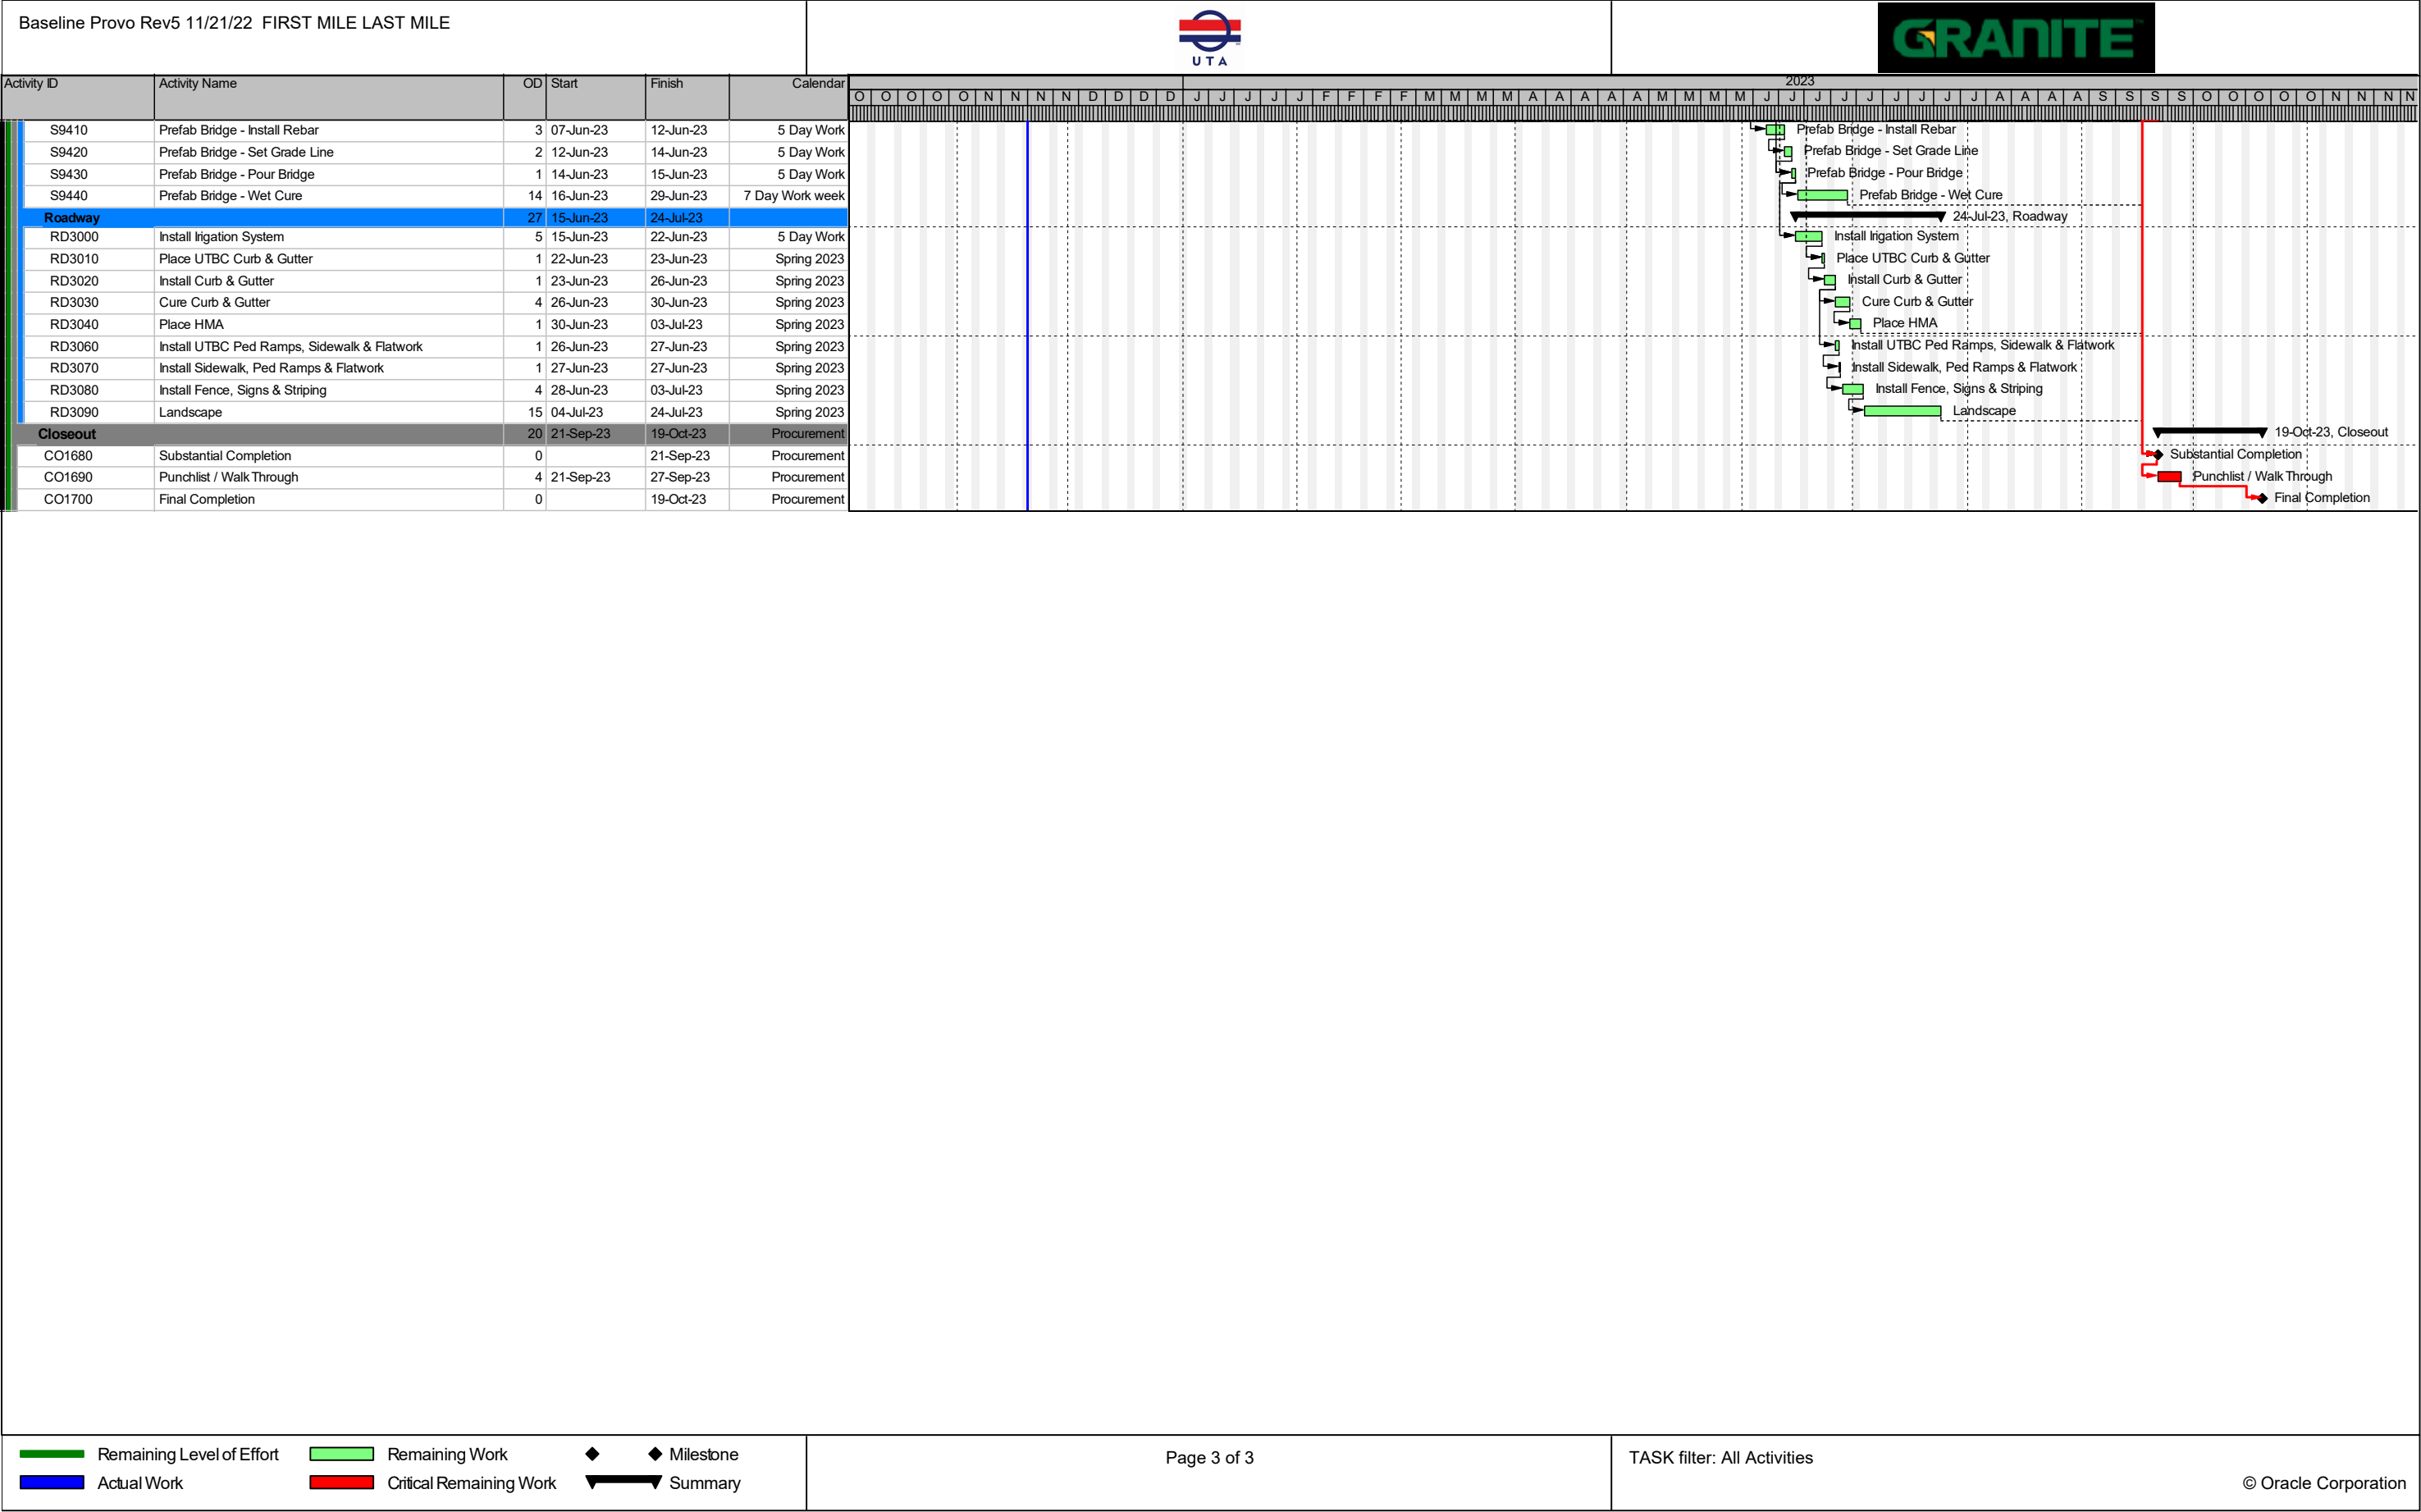 Baseline Provo Rev5 11/21/22  FIRST MILE LAST MILE
UTA
GRANITE™
Activity ID Activity Name OD Start Finish Calendar
2023
O O O O O N N N N D D D D J J J J J F F F F M M M M A A A A A M M M M J J J J J J J J J A A A A S S S S O O O O O N N N N
S9410 Prefab Bridge - Install Rebar 3 07-Jun-23 12-Jun-23 5 Day Work Prefab Bridge - Install Rebar
S9420 Prefab Bridge - Set Grade Line 2 12-Jun-23 14-Jun-23 5 Day Work Prefab Bridge - Set Grade Line
S9430 Prefab Bridge - Pour Bridge 1 14-Jun-23 15-Jun-23 5 Day Work Prefab Bridge - Pour Bridge
S9440 Prefab Bridge - Wet Cure 14 16-Jun-23 29-Jun-23 7 Day Work week Prefab Bridge - Wet Cure
Roadway 27 15-Jun-23 24-Jul-23 24-Jul-23, Roadway
RD3000 Install Irigation System 5 15-Jun-23 22-Jun-23 5 Day Work Install Irigation System
RD3010 Place UTBC Curb & Gutter 1 22-Jun-23 23-Jun-23 Spring 2023 Place UTBC Curb & Gutter
RD3020 Install Curb & Gutter 1 23-Jun-23 26-Jun-23 Spring 2023 Install Curb & Gutter
RD3030 Cure Curb & Gutter 4 26-Jun-23 30-Jun-23 Spring 2023 Cure Curb & Gutter
RD3040 Place HMA 1 30-Jun-23 03-Jul-23 Spring 2023 Place HMA
RD3060 Install UTBC Ped Ramps, Sidewalk & Flatwork 1 26-Jun-23 27-Jun-23 Spring 2023 Install UTBC Ped Ramps, Sidewalk & Flatwork
RD3070 Install Sidewalk, Ped Ramps & Flatwork 1 27-Jun-23 27-Jun-23 Spring 2023 Install Sidewalk, Ped Ramps & Flatwork
RD3080 Install Fence, Signs & Striping 4 28-Jun-23 03-Jul-23 Spring 2023 Install Fence, Signs & Striping
RD3090 Landscape 15 04-Jul-23 24-Jul-23 Spring 2023 Landscape
Closeout 20 21-Sep-23 19-Oct-23 Procurement 19-Oct-23, Closeout
CO1680 Substantial Completion 0 21-Sep-23 Procurement Substantial Completion
CO1690 Punchlist / Walk Through 4 21-Sep-23 27-Sep-23 Procurement Punchlist / Walk Through
CO1700 Final Completion 0 19-Oct-23 Procurement Final Completion
Remaining Level of Effort Remaining Work Milestone
Actual Work Critical Remaining Work Summary
Page 3 of 3
TASK filter: All Activities
© Oracle Corporation